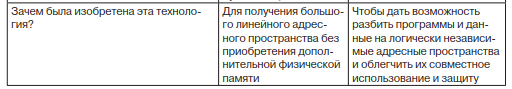 Зачем была изобретена эта техноло-
гия?
Для получения большо-
го линейного адрес-
ного пространства без
приобретения допол-
нительной физической
памяти
Чтобы дать возможность
разбить программы и дан-
ные на логически независи-
мые адресные пространства
и облегчить их совместное
использование и защиту